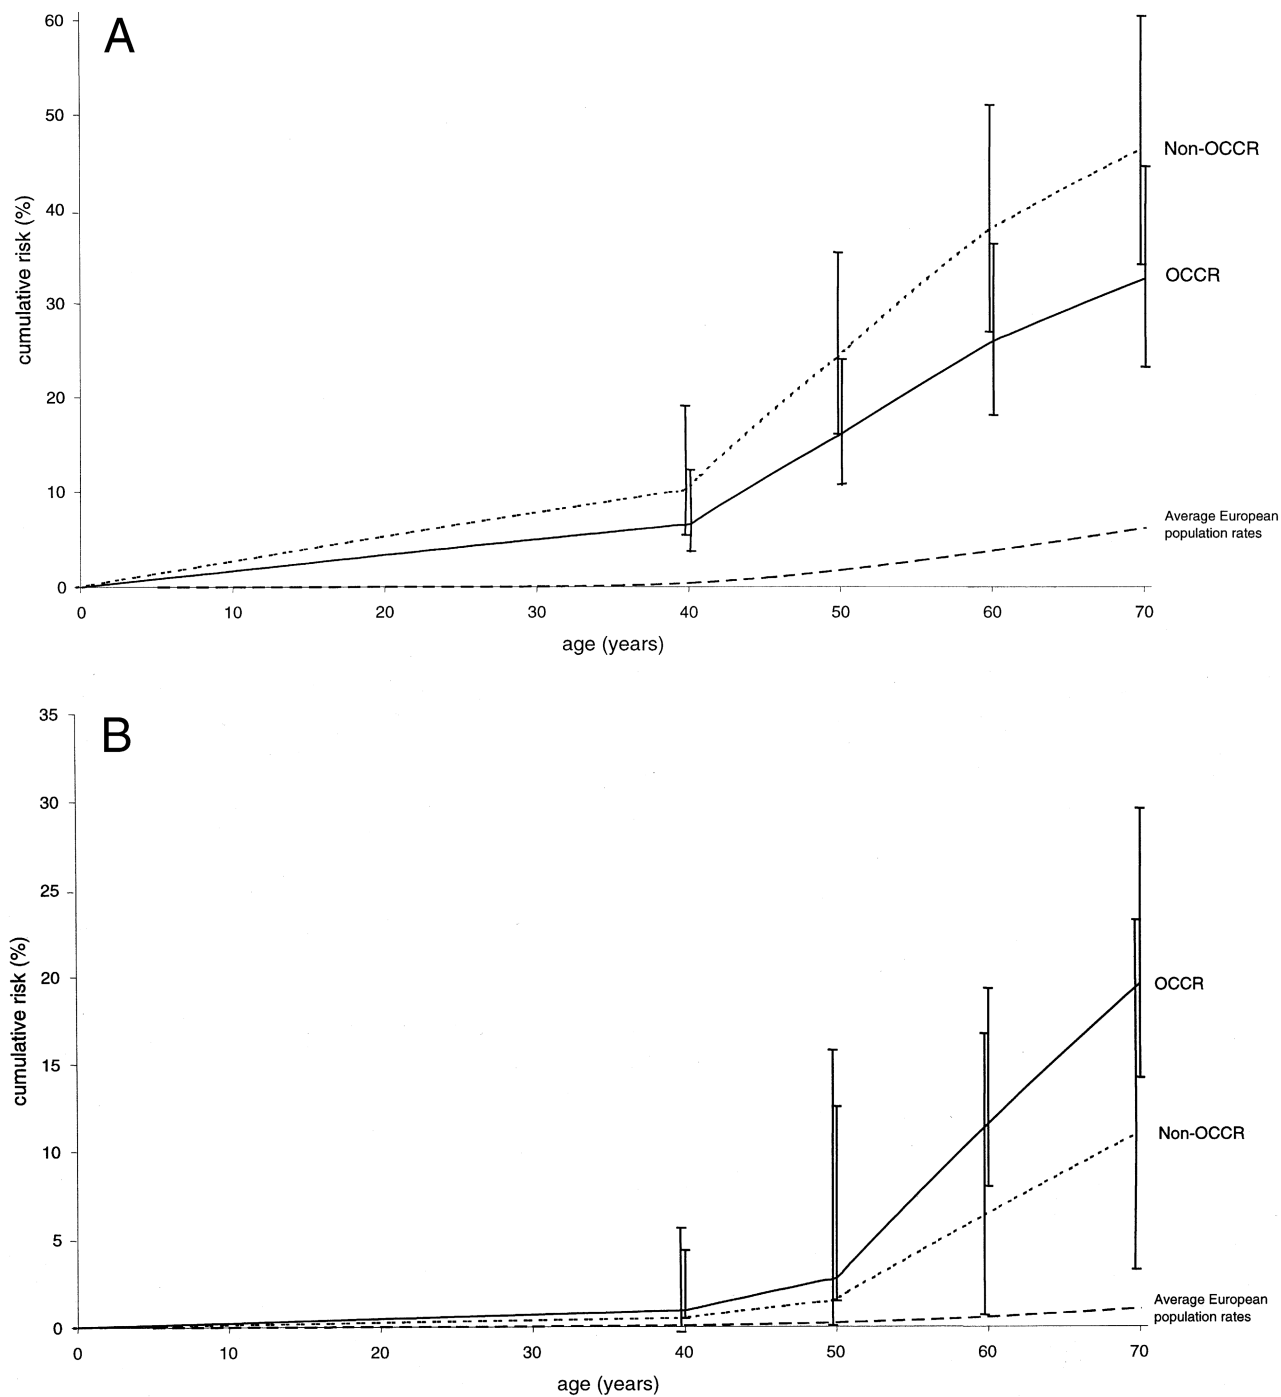 A
60
50
40
30
20
10
0
cumulative risk (%)
Non-OCCR
OCCR
Average European
population rates
0 10 20 30 40 50 60 70
age (years)
B
35
30
25
20
15
10
5
0
cumulative risk (%)
OCCR
Non-OCCR
Average European
population rates
0 10 20 30 40 50 60 70
age (years)